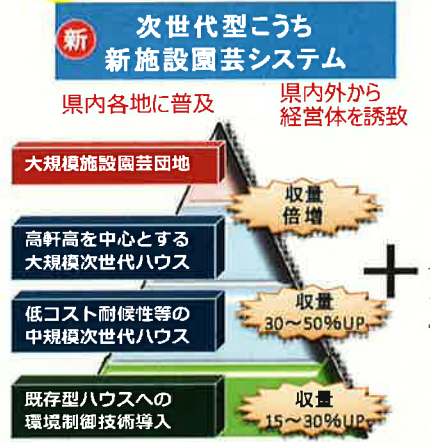 新
次世代型こうち
新施設園芸システム
県内各地に普及
県内外から
経営体を誘致
大規模施設園芸団地
収量
倍増
高軒高を中心とする
大規模次世代ハウス
低コスト耐候性等の
中規模次世代ハウス
収量
30～50%UP
既存型ハウスへの
環境制御技術導入
収量
15～30%UP
＋